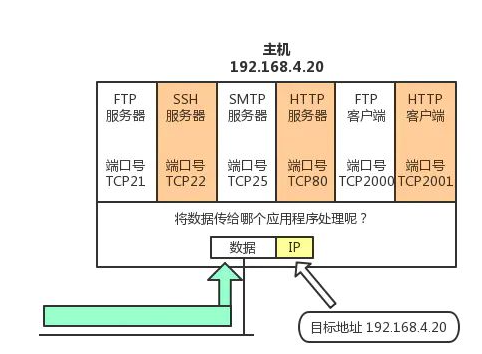 主机
192.168.4.20
FTP
服务器
端口号
TCP21
SSH
服务器
端口号
TCP22
SMTP
服务器
端口号
TCP25
HTTP
服务器
端口号
TCP80
FTP
客户端
端口号
TCP2000
HTTP
客户端
端口号
TCP2001
将数据传给哪个应用程序处理呢？
数据
IP
目标地址 192.168.4.20